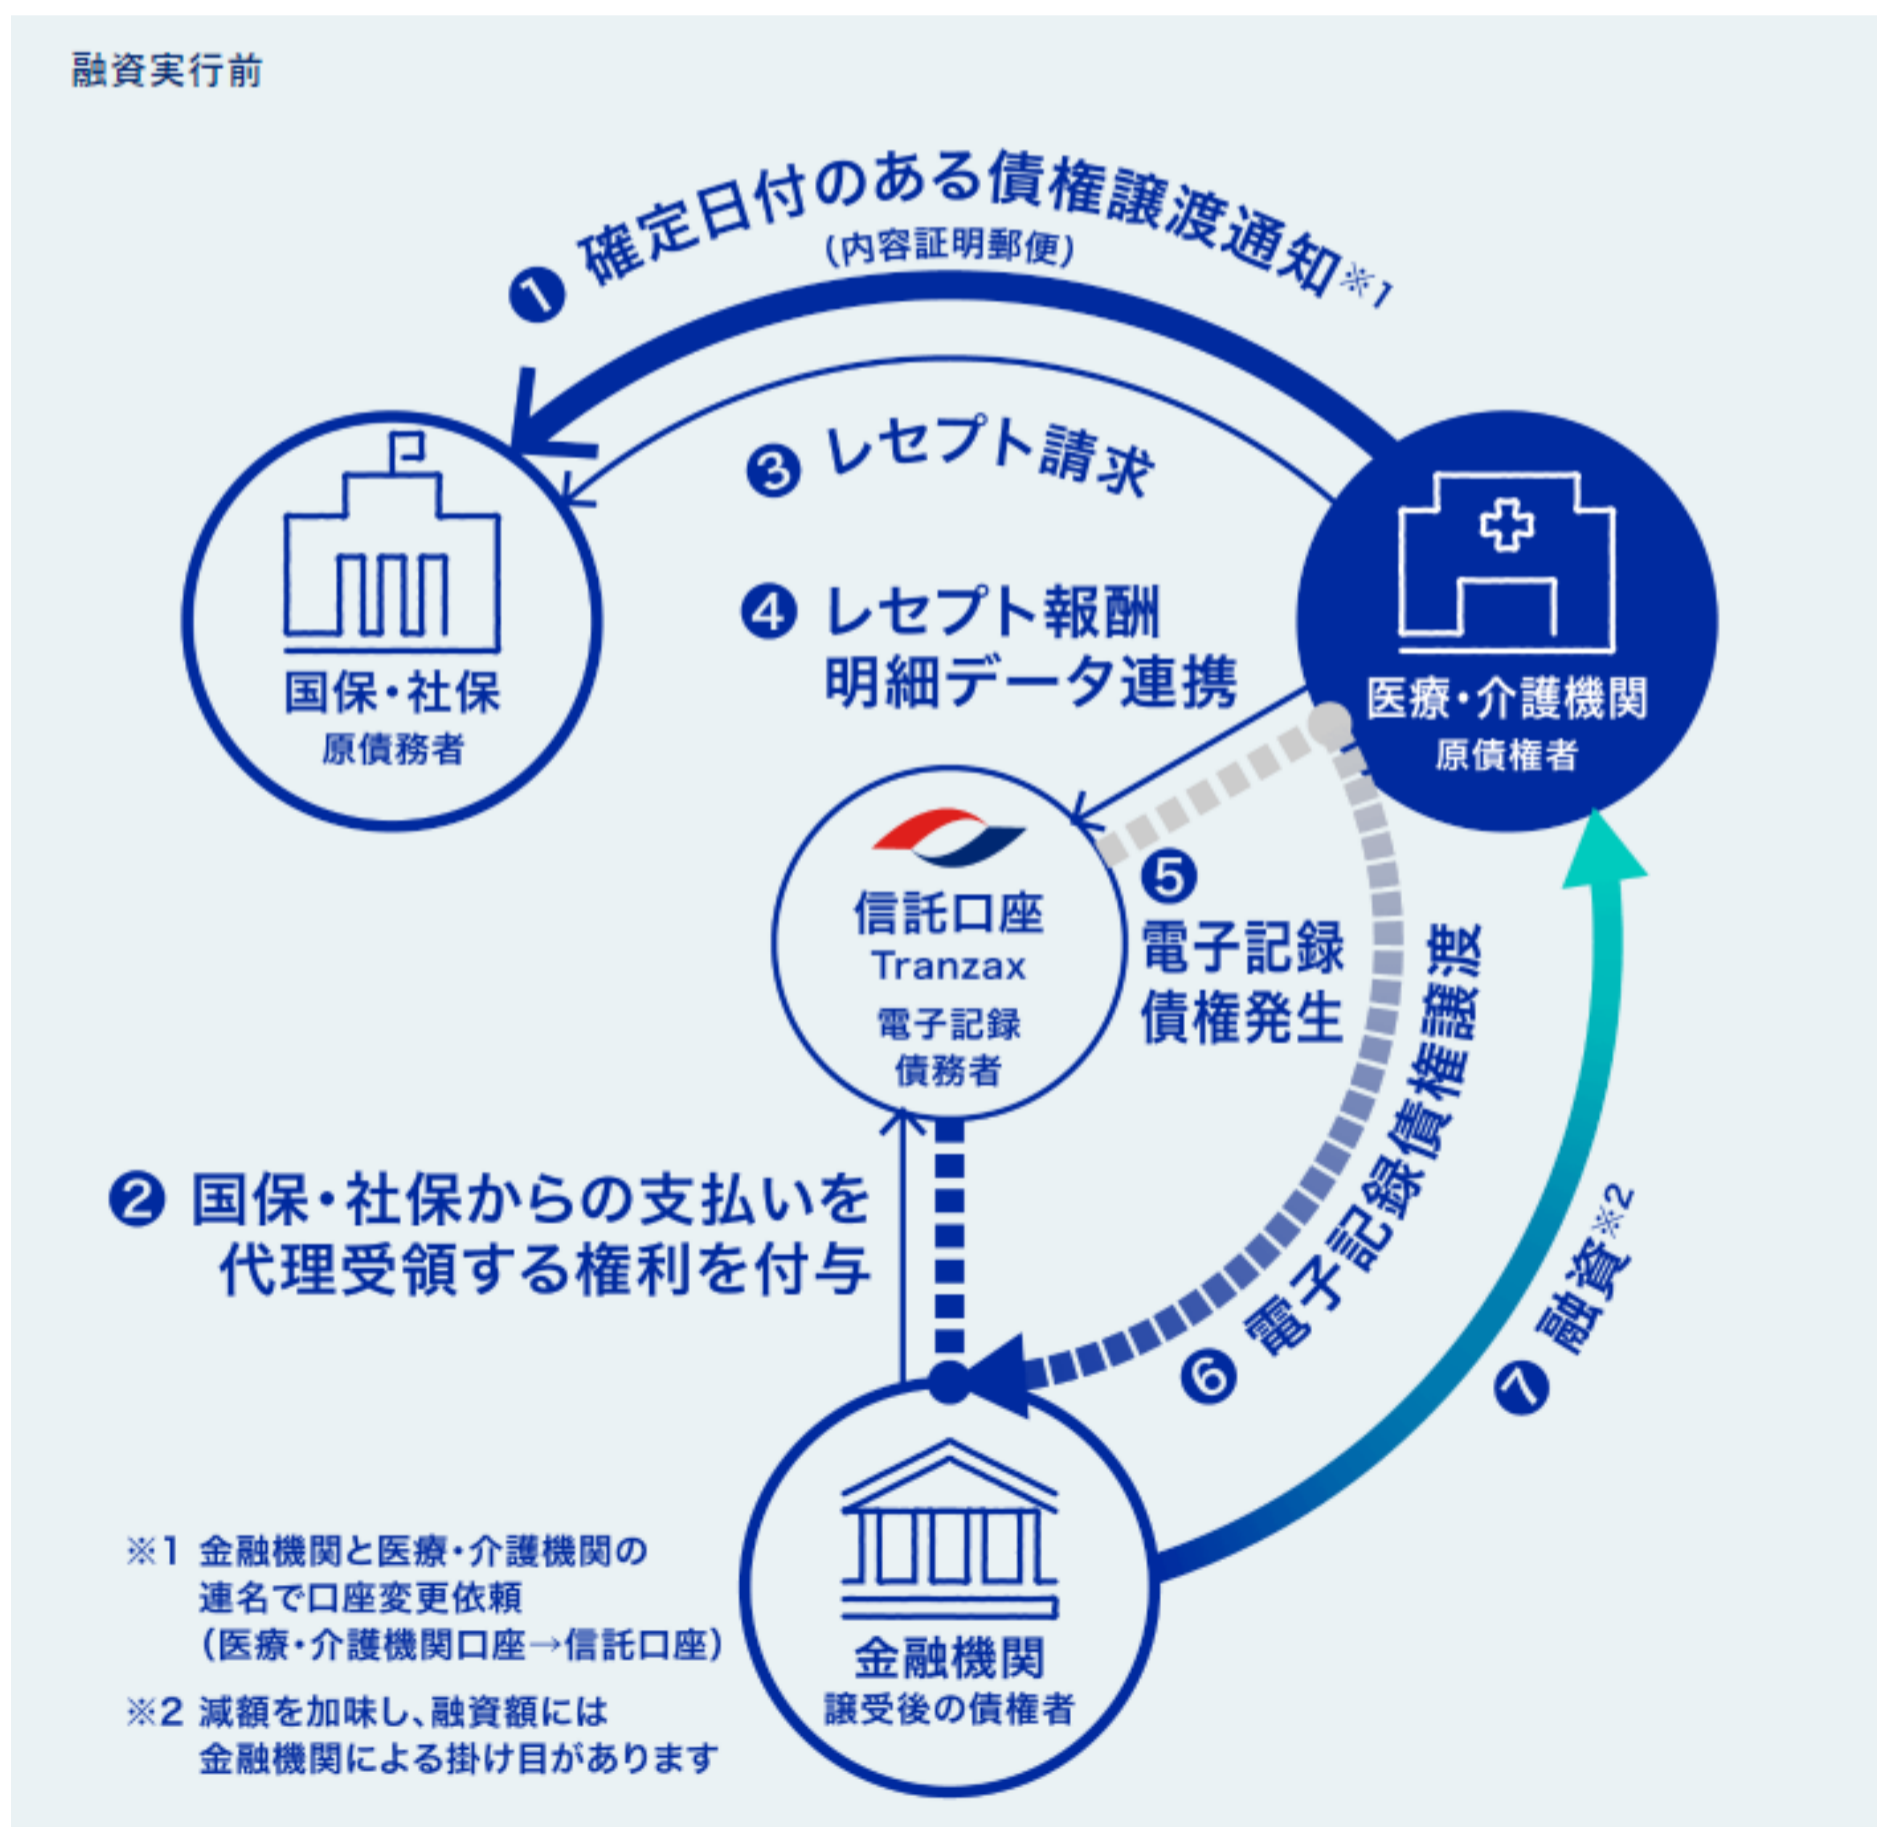 融資実行前
❶ 確定日付のある債権譲渡通知※1
(内容証明郵便)
❸ レセプト請求
❹ レセプト報酬
明細データ連携
国保・社保
原債務者
医療・介護機関
原債権者
信託口座
Tranzax
電子記録
債務者
❺
電子記録
債権発生
❷ 国保・社保からの支払いを
代理受領する権利を付与
❻ 電子記録債権譲渡
❼ 融資※2
金融機関
譲受後の債権者
※1 金融機関と医療・介護機関の
連名で口座変更依頼
（医療・介護機関口座→信託口座）
※2 減額を加味し、融資額には
金融機関による掛け目があります